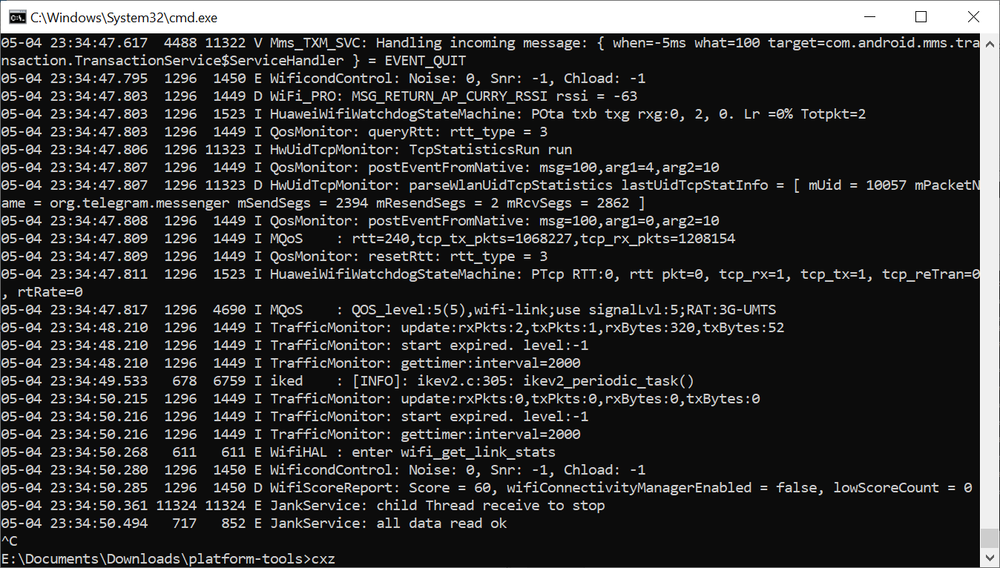 C:\Windows\System32\cmd.exe
05-04 23:34:47.617  4488 11322 V Mms_TXM_SVC: Handling incoming message: { when=-5ms what=100 target=com.android.mms.tra
nsaction.TransactionService$ServiceHandler } = EVENT_QUIT
05-04 23:34:47.795  1296  1450 E WificondControl: Noise: 0, Snr: -1, Chload: -1
05-04 23:34:47.803  1296  1449 D WiFi_PRO: MSG_RETURN_AP_CURRY_RSSI rssi = -63
05-04 23:34:47.803  1296  1523 I HuaweiWifiWatchdogStateMachine: POta txb txg rxg:0, 2, 0. Lr =0% Totpkt=2
05-04 23:34:47.803  1296  1449 I QosMonitor: queryRtt: rtt_type = 3
05-04 23:34:47.806  1296 11323 I HwUidTcpMonitor: TcpStatisticsRun run
05-04 23:34:47.807  1296  1449 I QosMonitor: postEventFromNative: msg=100,arg1=4,arg2=10
05-04 23:34:47.807  1296 11323 D HwUidTcpMonitor: parseWlanUidTcpStatistics lastUidTcpStatInfo = [ mUid = 10057 mPacketN
ame = org.telegram.messenger mSendSegs = 2394 mResendSegs = 2 mRcvSegs = 2862 ]
05-04 23:34:47.808  1296  1449 I QosMonitor: postEventFromNative: msg=100,arg1=0,arg2=10
05-04 23:34:47.809  1296  1449 I MQoS    : rtt=240,tcp_tx_pkts=1068227,tcp_rx_pkts=1208154
05-04 23:34:47.809  1296  1449 I QosMonitor: resetRtt: rtt_type = 3
05-04 23:34:47.811  1296  1523 I HuaweiWifiWatchdogStateMachine: PTcp RTT:0, rtt pkt=0, tcp_rx=1, tcp_tx=1, tcp_reTran=0
, rtRate=0
05-04 23:34:47.817  1296  4690 I MQoS    : QOS_level:5(5),wifi-link;use signalLvl:5;RAT:3G-UMTS
05-04 23:34:48.210  1296  1449 I TrafficMonitor: update:rxPkts:2,txPkts:1,rxBytes:320,txBytes:52
05-04 23:34:48.210  1296  1449 I TrafficMonitor: start expired. level:-1
05-04 23:34:48.210  1296  1449 I TrafficMonitor: gettimer:interval=2000
05-04 23:34:49.533   678  6759 I iked    : [INFO]: ikev2.c:305: ikev2_periodic_task()
05-04 23:34:50.215  1296  1449 I TrafficMonitor: update:rxPkts:0,txPkts:0,rxBytes:0,txBytes:0
05-04 23:34:50.216  1296  1449 I TrafficMonitor: start expired. level:-1
05-04 23:34:50.216  1296  1449 I TrafficMonitor: gettimer:interval=2000
05-04 23:34:50.268   611   611 E WifiHAL : enter wifi_get_link_stats
05-04 23:34:50.280  1296  1450 E WificondControl: Noise: 0, Snr: -1, Chload: -1
05-04 23:34:50.285  1296  1450 D WifiScoreReport: Score = 60, wifiConnectivityManagerEnabled = false, lowScoreCount = 0
05-04 23:34:50.361 11324 11324 E JankService: child Thread receive to stop
05-04 23:34:50.494   717   852 E JankService: all data read ok
^C
E:\Documents\Downloads\platform-tools>cxz